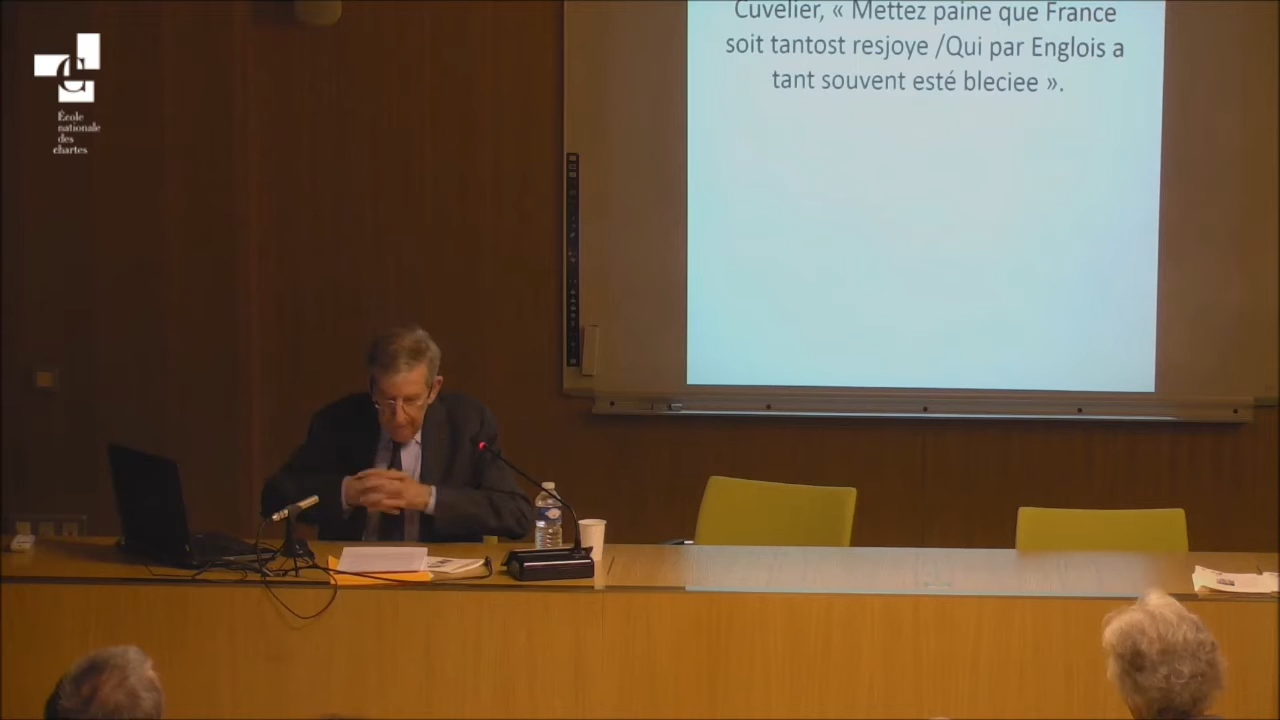 École
nationale
des
chartes
Cuvelier, « Mettez paine que France
soit tantost resjoye /Qui par Englois a
tant souvent esté bleciee ».